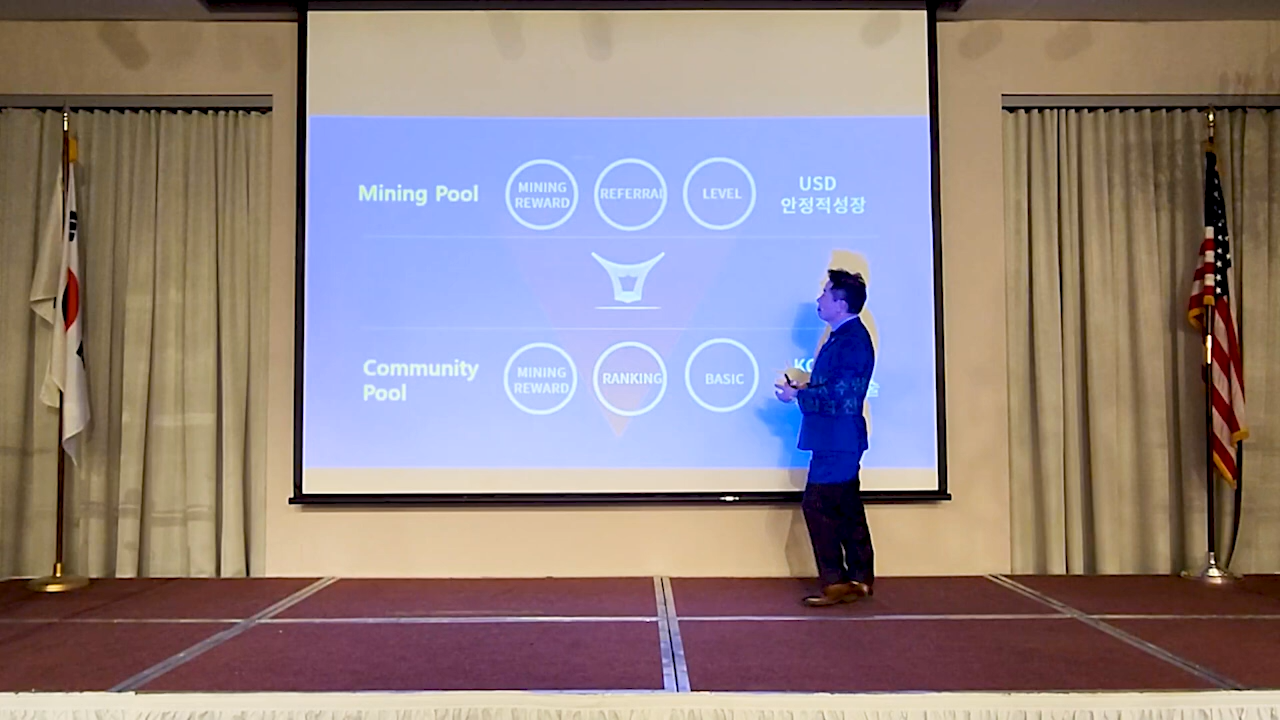 Mining Pool
MINING
REWARD
REFERRAL
LEVEL
USD
안정적성장
Community
Pool
MINING
REWARD
RANKING
BASIC